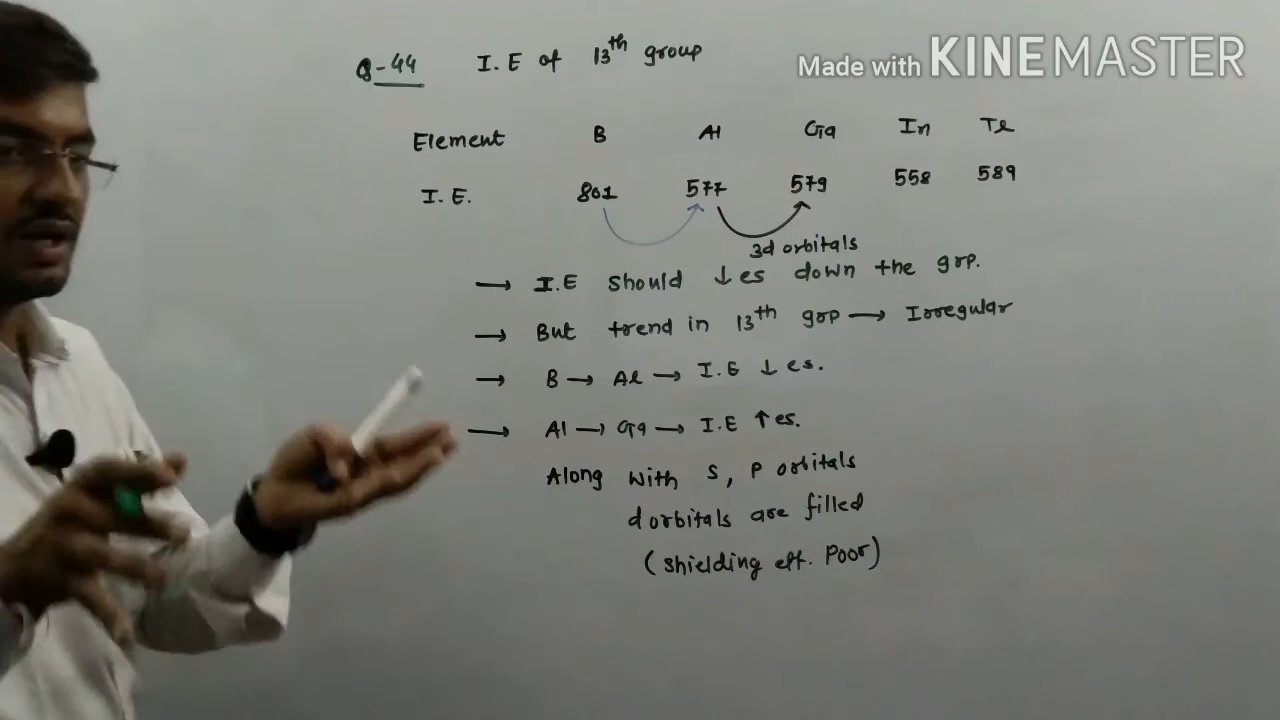 Q-44 I.E of 13th group
Made with KINEMASTER
Element B Al Ga In Tl
I.E. 801 577 579 558 589
3d orbitals
→ I.E should ↓es down the grp.
→ But trend in 13th grp → Irregular
→ B → Al → I.E ↓es.
→ Al → Ga → I.E ↑es.
Along with s, p orbitals
d orbitals are filled
(shielding eff. Poor)